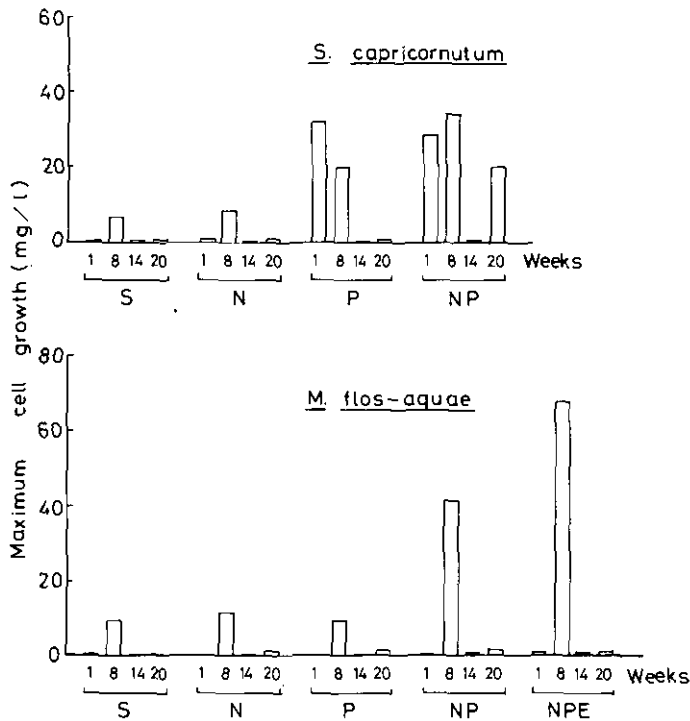 Maximum cell growth (mg/l)
60
S. capricornutum
40
20
0
1 8 14 20 1 8 14 20 1 8 14 20 1 8 14 20 Weeks
S N P NP
80
M. flos-aquae
60
40
20
0
1 8 14 20 1 8 14 20 1 8 14 20 1 8 14 20 1 8 14 20 Weeks
S N P NP NPE